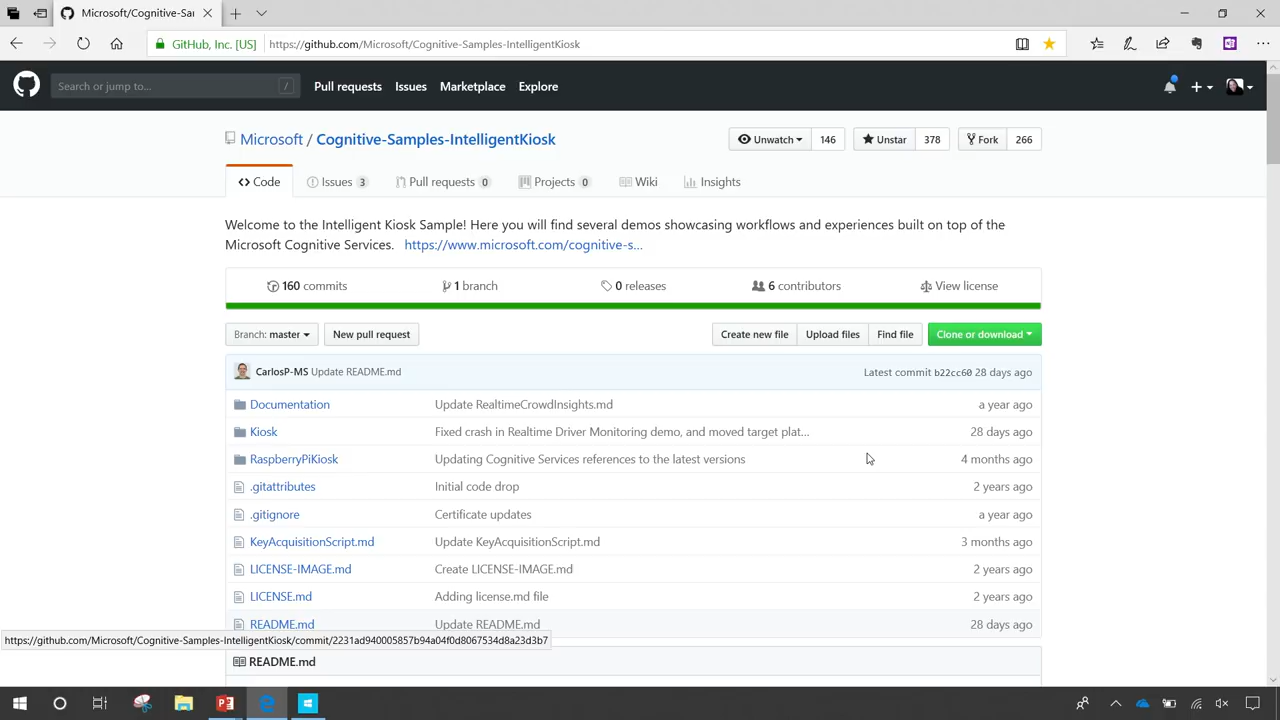 Microsoft/Cognitive-Sa
GitHub, Inc. [US]
https://github.com/Microsoft/Cognitive-Samples-IntelligentKiosk
Search or jump to...
/
Pull requests
Issues
Marketplace
Explore
Microsoft / Cognitive-Samples-IntelligentKiosk
Unwatch
146
Unstar
378
Fork
266
Code
Issues 3
Pull requests 0
Projects 0
Wiki
Insights
Welcome to the Intelligent Kiosk Sample! Here you will find several demos showcasing workflows and experiences built on top of the
Microsoft Cognitive Services. https://www.microsoft.com/cognitive-s...
160 commits
1 branch
0 releases
6 contributors
View license
Branch: master
New pull request
Create new file
Upload files
Find file
Clone or download
CarlosP-MS Update README.md
Latest commit b22cc60 28 days ago
Documentation Update RealtimeCrowdInsights.md a year ago
Kiosk Fixed crash in Realtime Driver Monitoring demo, and moved target plat... 28 days ago
RaspberryPiKiosk Updating Cognitive Services references to the latest versions 4 months ago
.gitattributes Initial code drop 2 years ago
.gitignore Certificate updates a year ago
KeyAcquisitionScript.md Update KeyAcquisitionScript.md 3 months ago
LICENSE-IMAGE.md Create LICENSE-IMAGE.md 2 years ago
LICENSE.md Adding license.md file 2 years ago
README.md Update README.md 28 days ago
https://github.com/Microsoft/Cognitive-Samples-IntelligentKiosk/commit/2231ad940005857b94a04f0d8067534d8a23d3b7
README.md